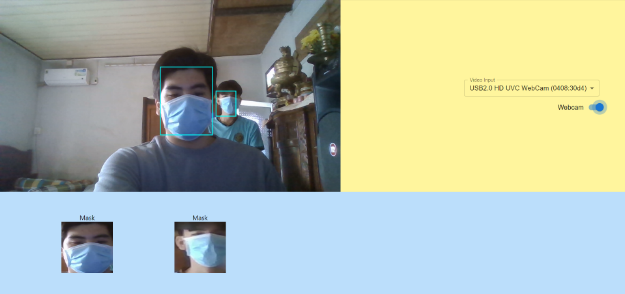 Video Input
USB2.0 HD UVC WebCam (0408:30d4)
Webcam
Mask
Mask